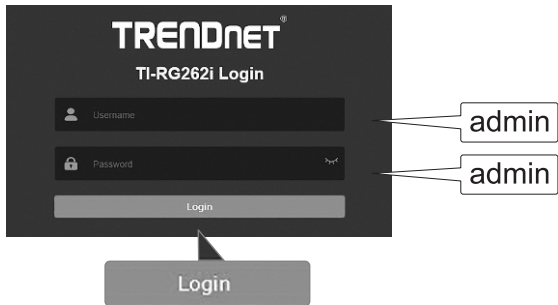 TRENDNET®
TI-RG262i Login
Username
admin
Password
admin
Login
Login